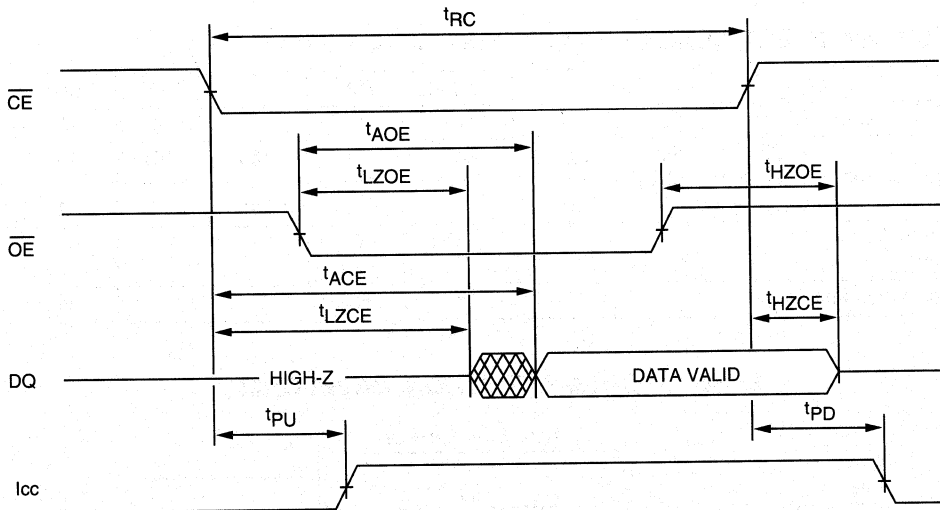 tRC
CE
tAOE
tLZOE
tHZOE
OE
tACE
tLZCE
tHZCE
DQ
HIGH-Z
DATA VALID
tPU
tPD
Icc